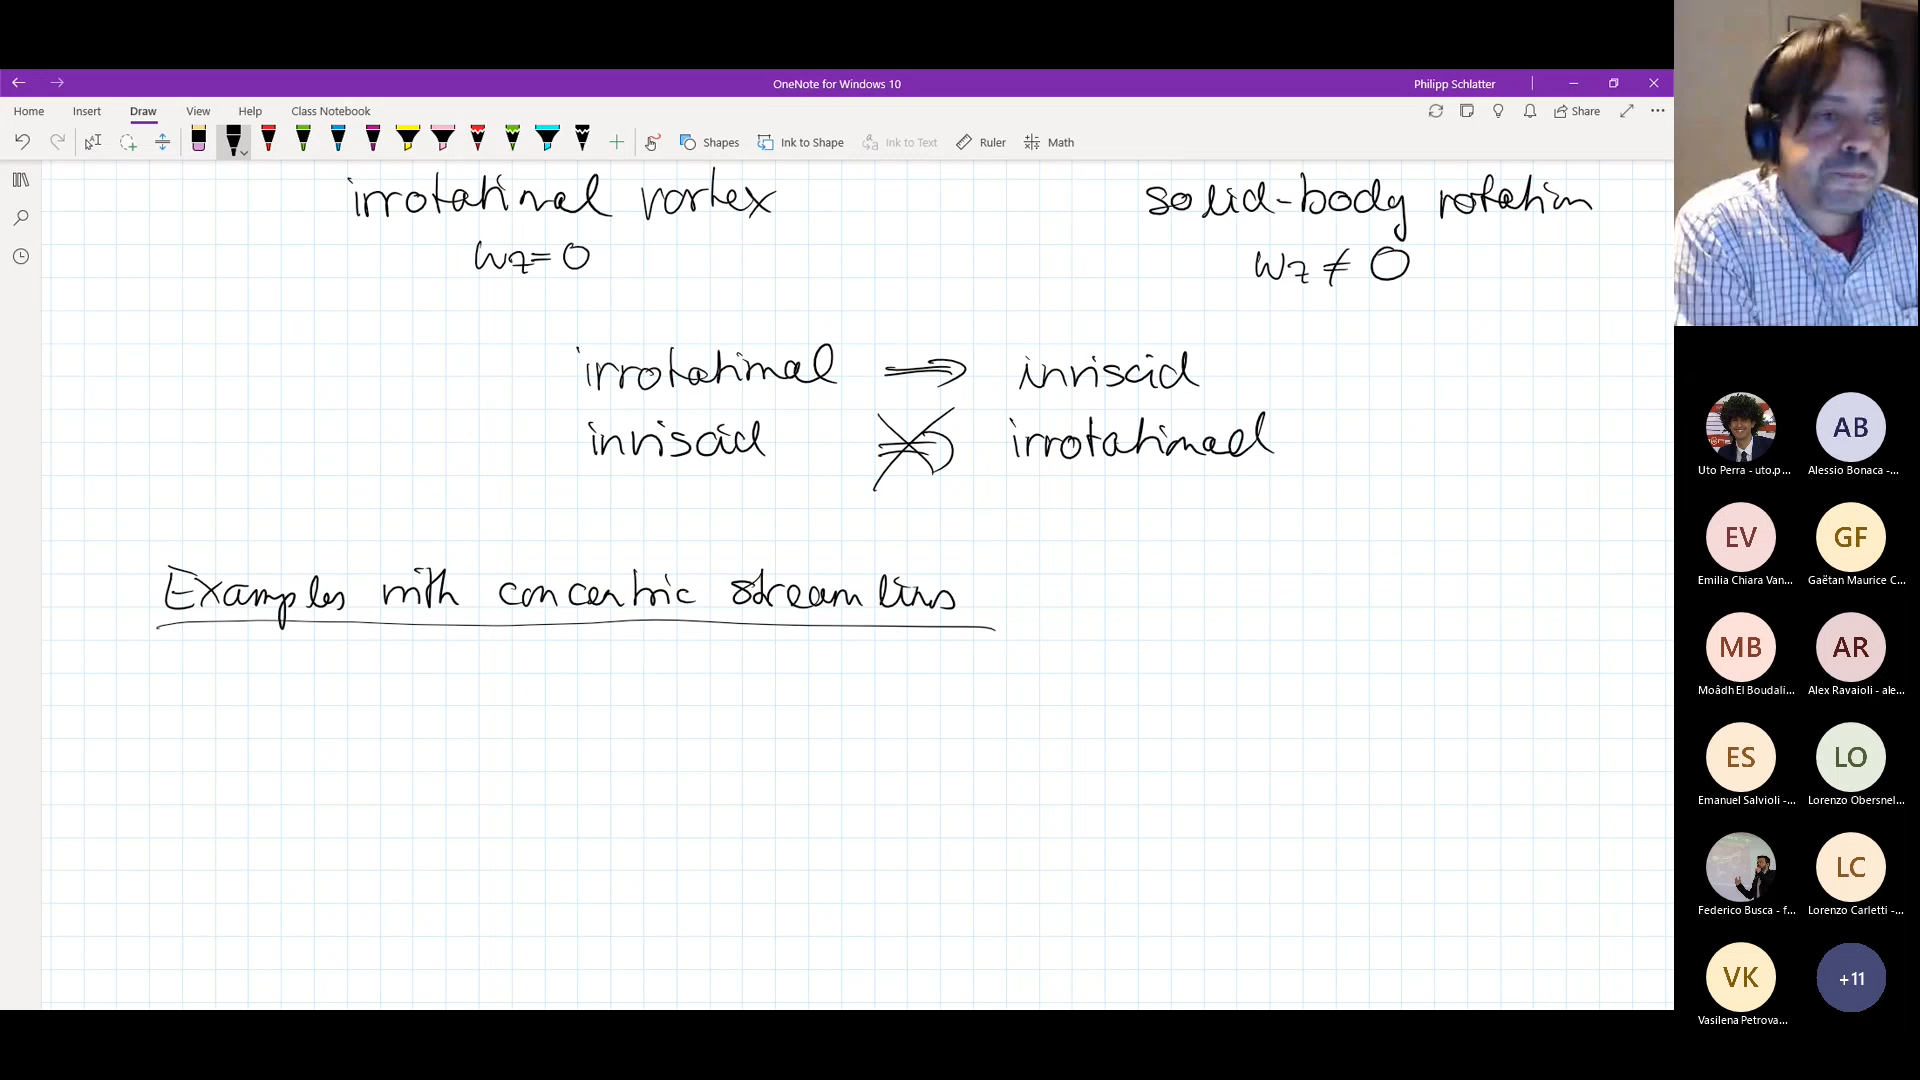 OneNote for Windows 10
Philipp Schlatter
Home Insert Draw View Help Class Notebook
Share
Shapes Ink to Shape Ink to Text Ruler Math
irrotational vortex
ωz = 0
solid-body rotation
ωz ≠ 0
irrotational ⇒ inviscid
inviscid ⇏ irrotational
Examples with concentric streamlines
Uto Perra - uto.p...
AB
Alessio Bonaca -...
EV
Emilia Chiara Van...
GF
Gaëtan Maurice C...
MB
Moâdh El Boudali...
AR
Alex Ravaioli - ale...
ES
Emanuel Salvioli -...
LO
Lorenzo Obersnel...
Federico Busca - f...
LC
Lorenzo Carletti -...
VK
Vasilena Petrova...
+11